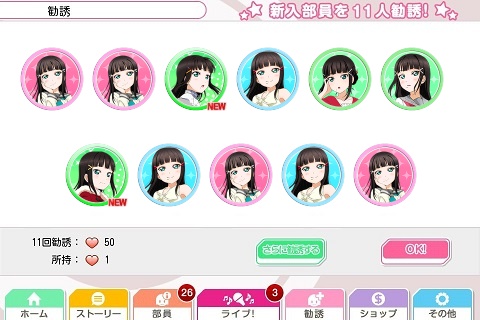 勧誘
新入部員を11人勧誘!
NEW
NEW
11回勧誘: 50
所持: 1
さらに勧誘する
OK!
26
3
ホーム
ストーリー
部員
ライブ!
勧誘
ショップ
その他